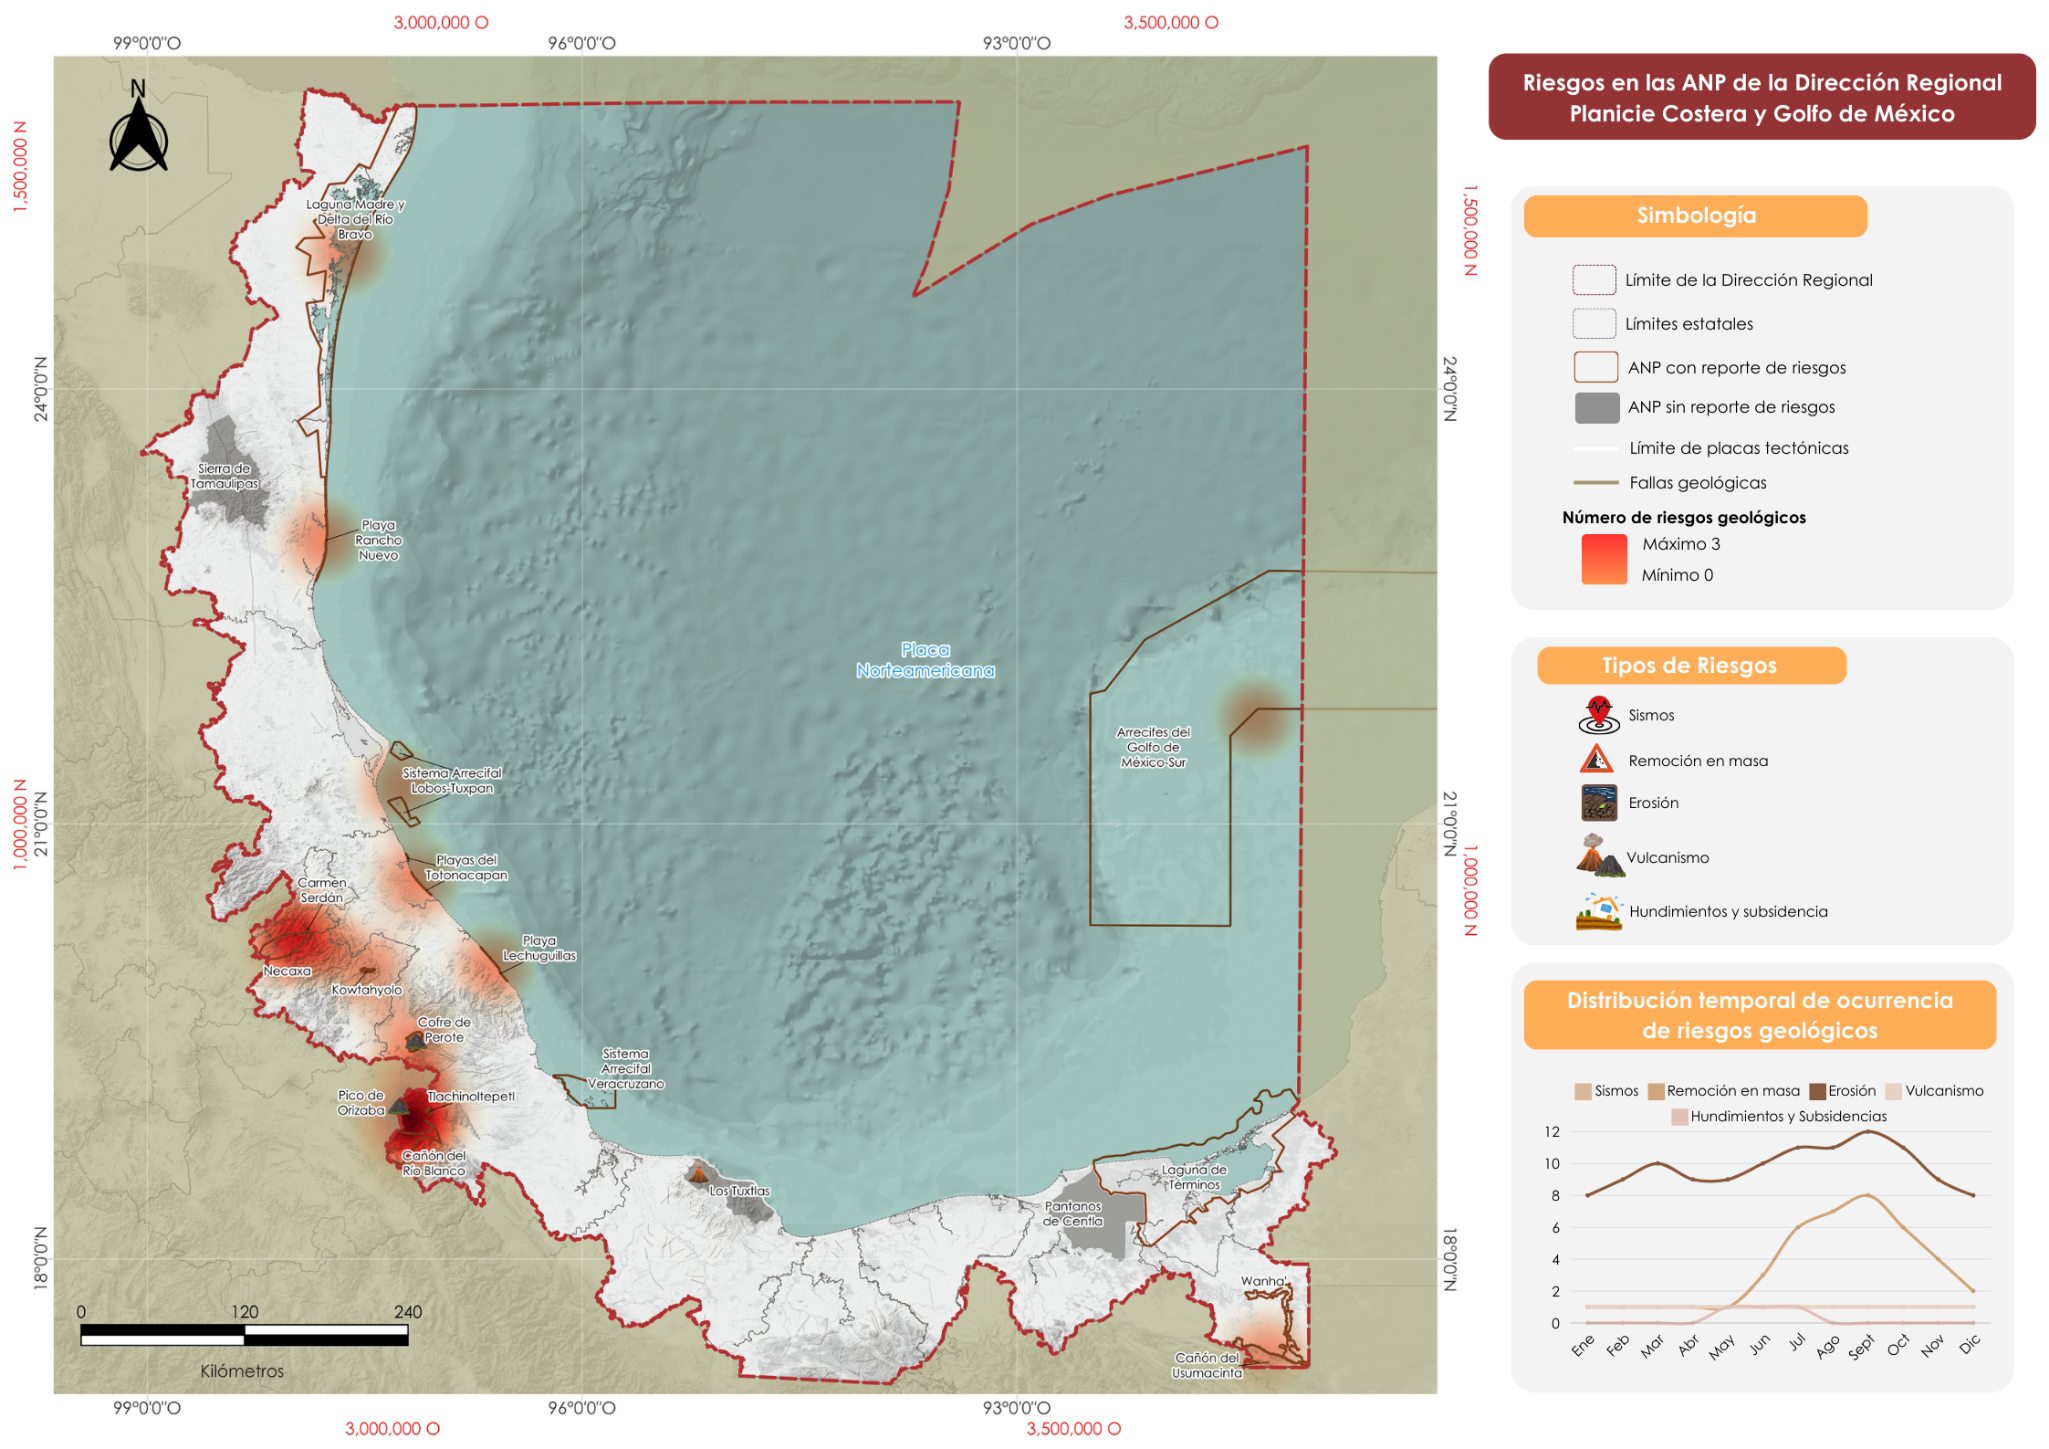 3,000,000 O
3,500,000 O
99°0'0"O
96°0'0"O
93°0'0"O
N
1,500,000 N
24°0'0"N
1,000,000 N
21°0'0"N
18°0'0"N
Laguna Madre y
Delta del Río
Bravo
Sierra de
Tamaulipas
Playa
Rancho
Nuevo
Placa
Norteamericana
Arrecifes del
Golfo de
México-Sur
Sistema Arrecifal
Lobos-Tuxpan
Playas del
Totonacapan
Carmen
Serdán
Necaxa
Kowtahyolo
Playa
Lechuguillas
Cofre de
Perote
Sistema
Arrecifal
Veracruzano
Pico de
Orizaba
Tlachinoltepetl
Cañón del
Río Blanco
Los Tuxtlas
Laguna de
Términos
Pantanos
de Centla
Wanha'
Cañón del
Usumacinta
0 120 240
Kilómetros
1,500,000 N
24°0'0"N
21°0'0"N
1,000,000 N
18°0'0"N
99°0'0"O
96°0'0"O
93°0'0"O
3,000,000 O
3,500,000 O
Riesgos en las ANP de la Dirección Regional
Planicie Costera y Golfo de México
Simbología
Límite de la Dirección Regional
Límites estatales
ANP con reporte de riesgos
ANP sin reporte de riesgos
Límite de placas tectónicas
Fallas geológicas
Número de riesgos geológicos
Máximo 3
Mínimo 0
Tipos de Riesgos
Sismos
Remoción en masa
Erosión
Vulcanismo
Hundimientos y subsidencia
Distribución temporal de ocurrencia
de riesgos geológicos
Sismos Remoción en masa Erosión Vulcanismo
Hundimientos y Subsidencias
12
10
8
6
4
2
0
Ene Feb Mar Abr May Jun Jul Ago Sept Oct Nov Dic